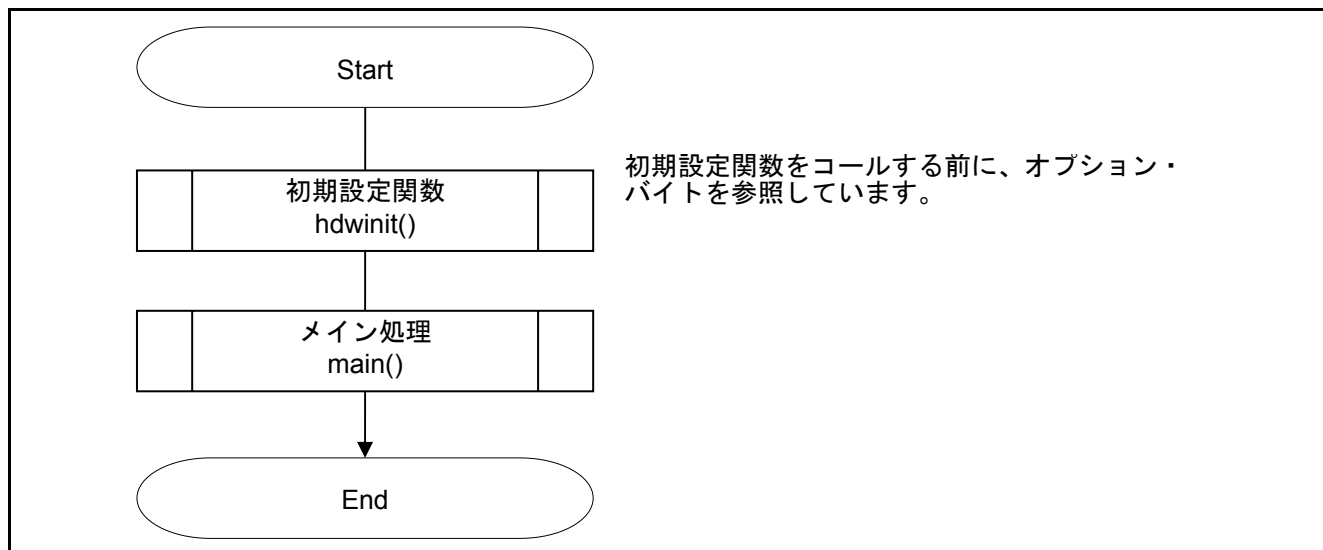 Start
初期設定関数
hdwinit()
初期設定関数をコールする前に、オプション・
バイトを参照しています。
メイン処理
main()
End